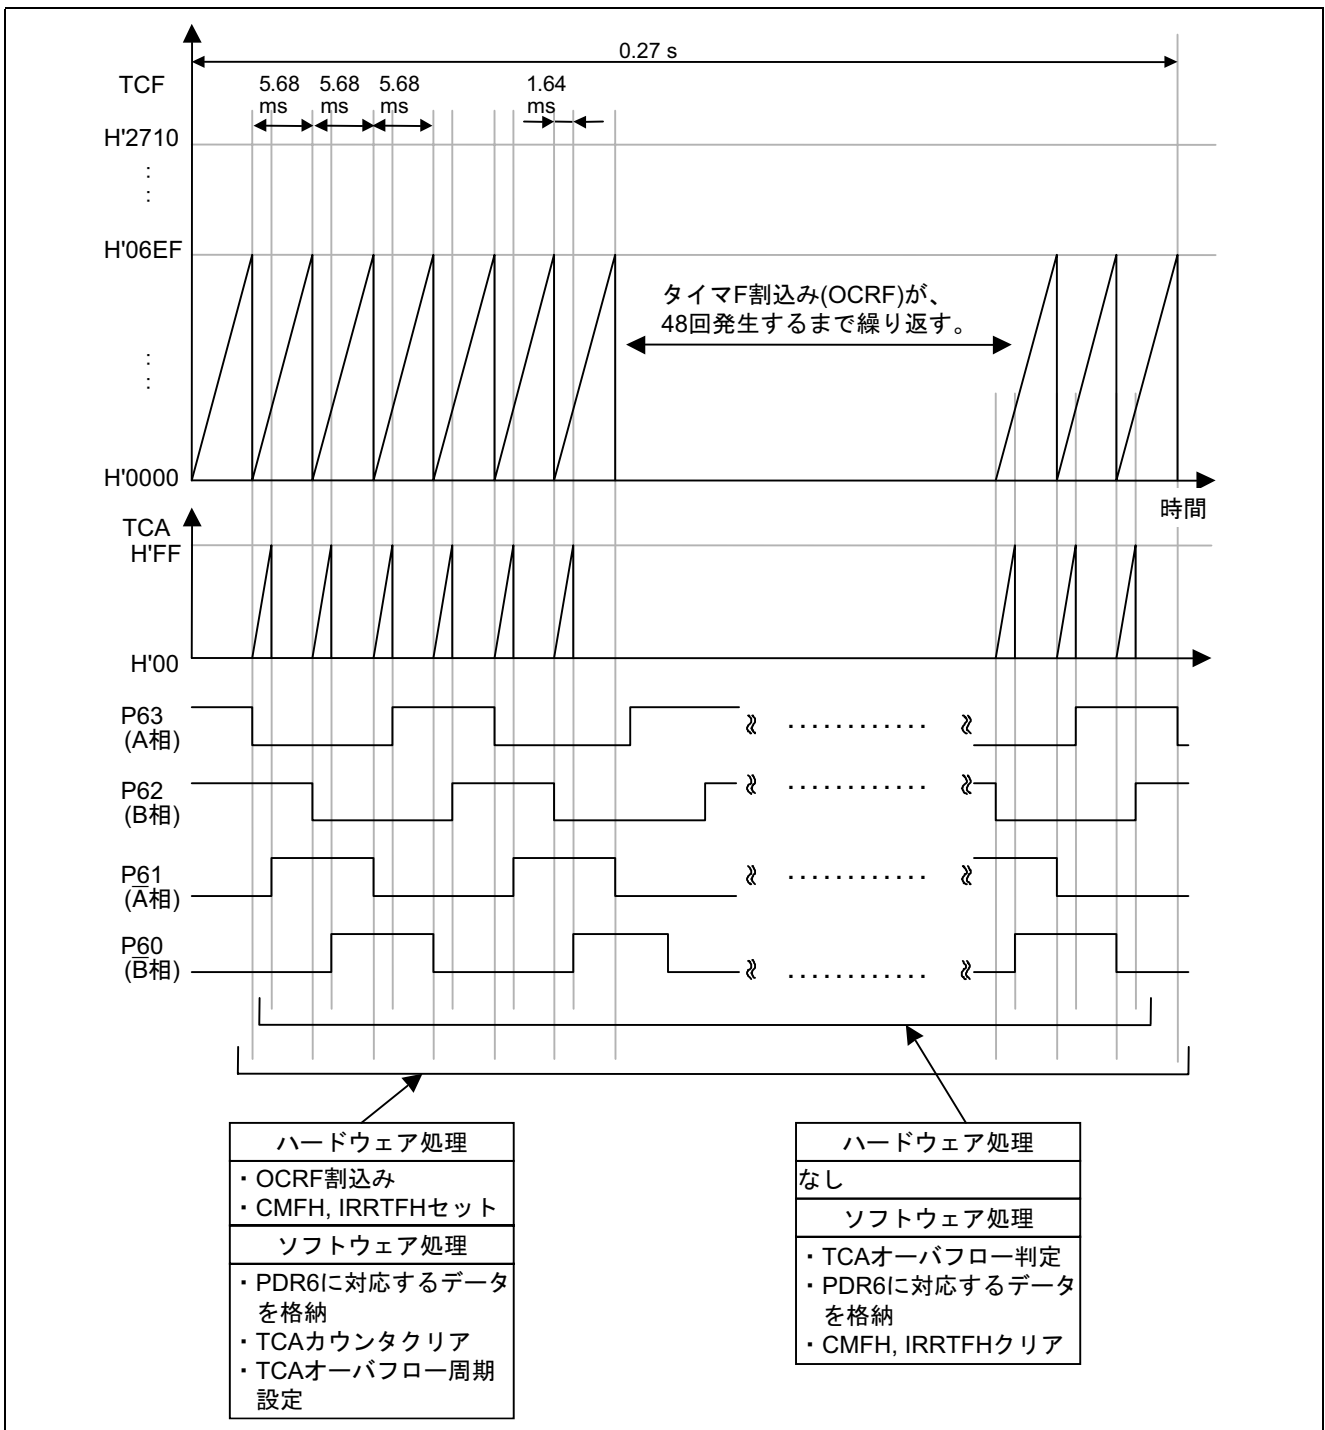 0.27 s
TCF
5.68 ms
5.68 ms
5.68 ms
1.64 ms
H'2710
:
:
H'06EF
タイマF割込み(OCRF)が、
48回発生するまで繰り返す。
:
:
H'0000
時間
TCA
H'FF
H'00
P63
(A相)
............
P62
(B相)
............
P61
(A̅相)
............
P60
(B̅相)
............
ハードウェア処理
・OCRF割込み
・CMFH, IRRTFHセット
ソフトウェア処理
・PDR6に対応するデータ
を格納
・TCAカウンタクリア
・TCAオーバフロー周期
設定
ハードウェア処理
なし
ソフトウェア処理
・TCAオーバフロー判定
・PDR6に対応するデータ
を格納
・CMFH, IRRTFHクリア